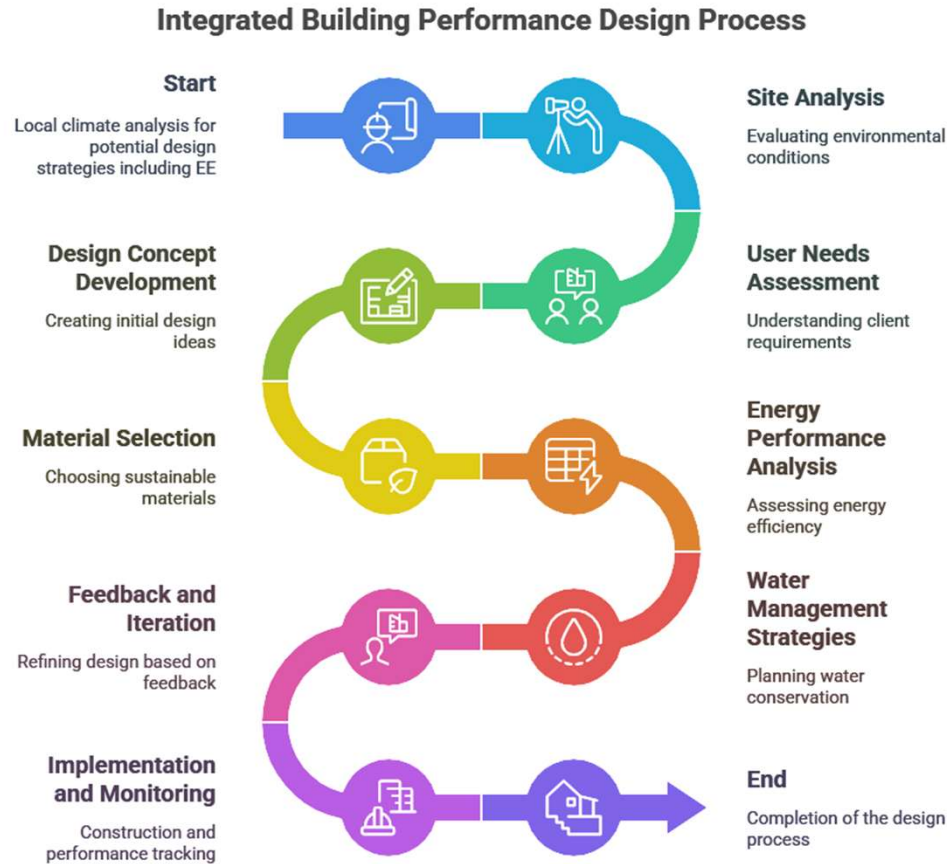 Integrated Building Performance Design Process
Start
Local climate analysis for
potential design
strategies including EE
Site Analysis
Evaluating environmental
conditions
User Needs
Assessment
Understanding client
requirements
Design Concept
Development
Creating initial design
ideas
Material Selection
Choosing sustainable
materials
Energy
Performance
Analysis
Assessing energy
efficiency
Water
Management
Strategies
Planning water
conservation
Feedback and
Iteration
Refining design based on
feedback
Implementation
and Monitoring
Construction and
performance tracking
End
Completion of the design
process